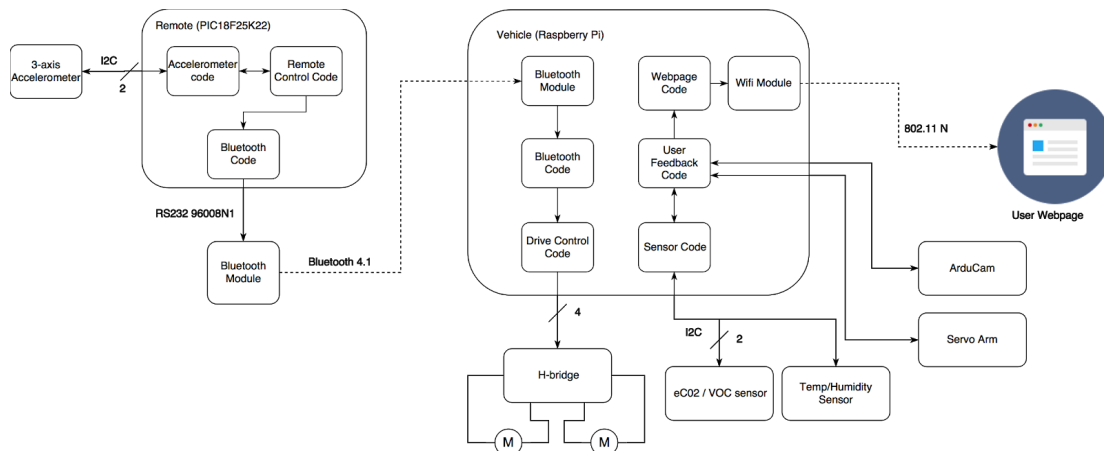 Remote (PIC18F25K22)
3-axis
Accelerometer
I2C
2
Accelerometer
code
Remote
Control Code
Bluetooth
Code
RS232 96008N1
Bluetooth
Module
Bluetooth 4.1
Vehicle (Raspberry Pi)
Bluetooth
Module
Bluetooth
Code
Drive Control
Code
4
H-bridge
M
M
Webpage
Code
Wifi Module
User
Feedback
Code
Sensor Code
I2C
2
eC02 / VOC sensor
Temp/Humidity
Sensor
802.11 N
User Webpage
ArduCam
Servo Arm